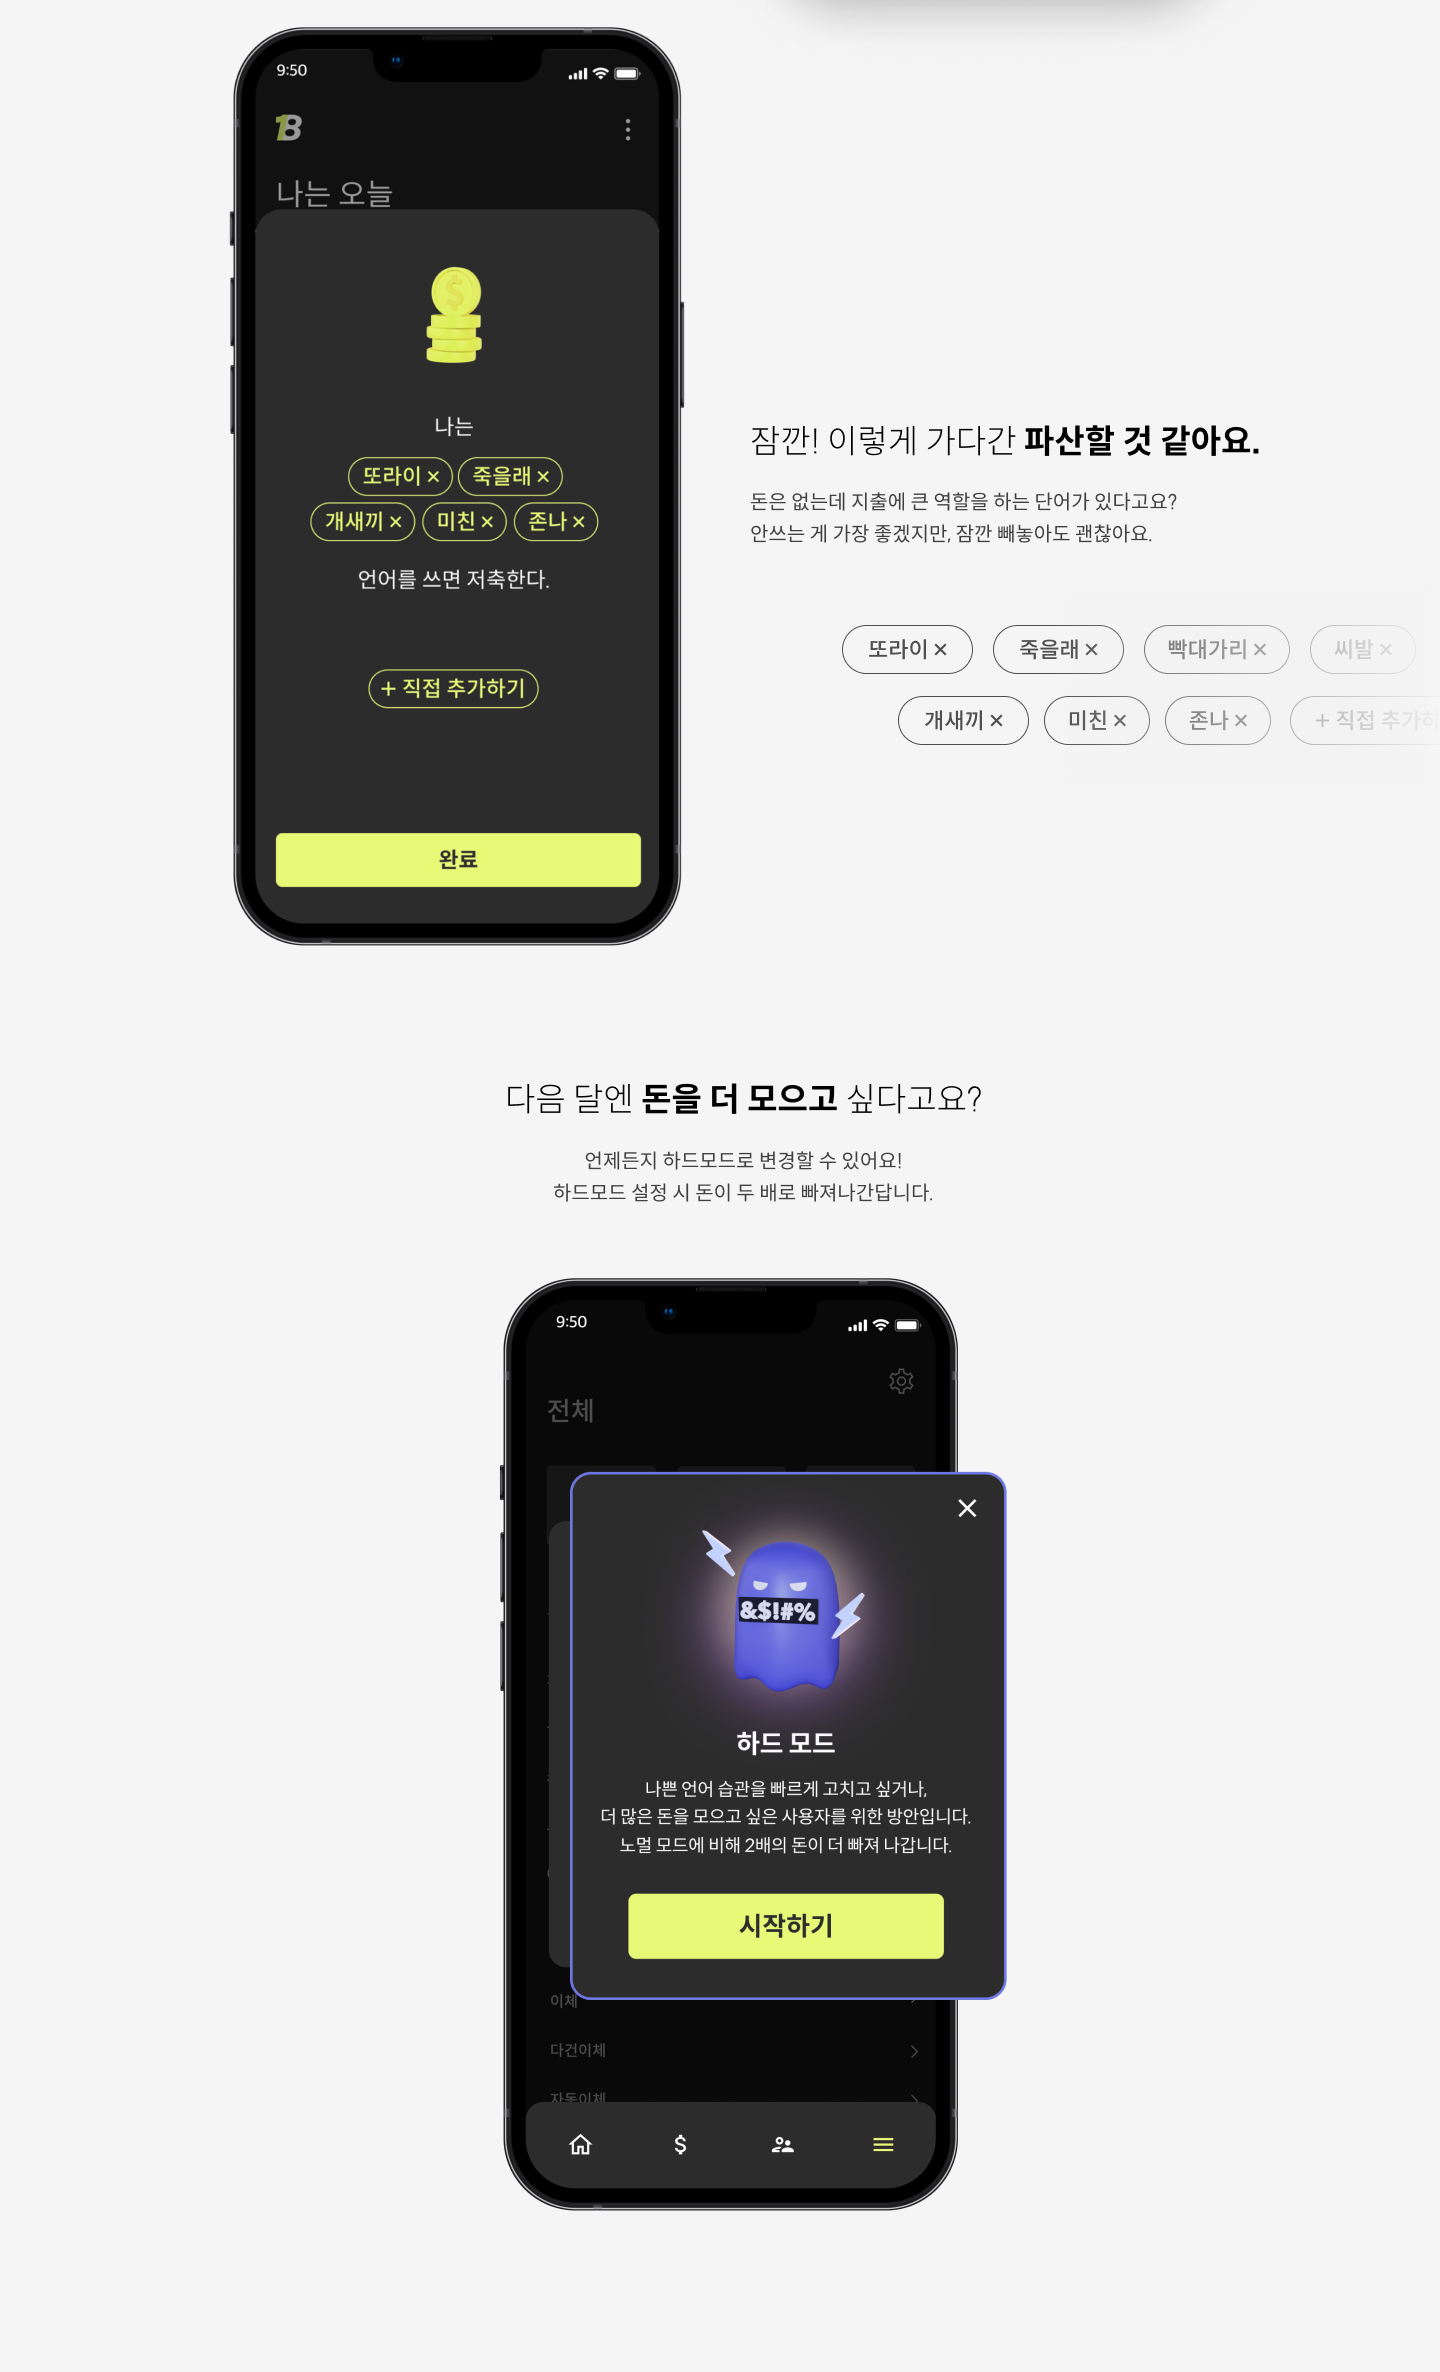 9:50
1B
나는 오늘
나는
또라이 × 죽을래 ×
개새끼 × 미친 × 존나 ×
언어를 쓰면 저축한다.
+ 직접 추가하기
완료
잠깐! 이렇게 가다간 파산할 것 같아요.
돈은 없는데 지출에 큰 역할을 하는 단어가 있다고요?
안쓰는 게 가장 좋겠지만, 잠깐 빼놓아도 괜찮아요.
또라이 × 죽을래 × 빡대가리 × 씨발 ×
개새끼 × 미친 × 존나 × + 직접 추가하
다음 달엔 돈을 더 모으고 싶다고요?
언제든지 하드모드로 변경할 수 있어요!
하드모드 설정 시 돈이 두 배로 빠져나간답니다.
9:50
전체
&$!#%
하드 모드
나쁜 언어 습관을 빠르게 고치고 싶거나,
더 많은 돈을 모으고 싶은 사용자를 위한 방안입니다.
노멀 모드에 비해 2배의 돈이 더 빠져 나갑니다.
시작하기
이체
다건이체
자동이체